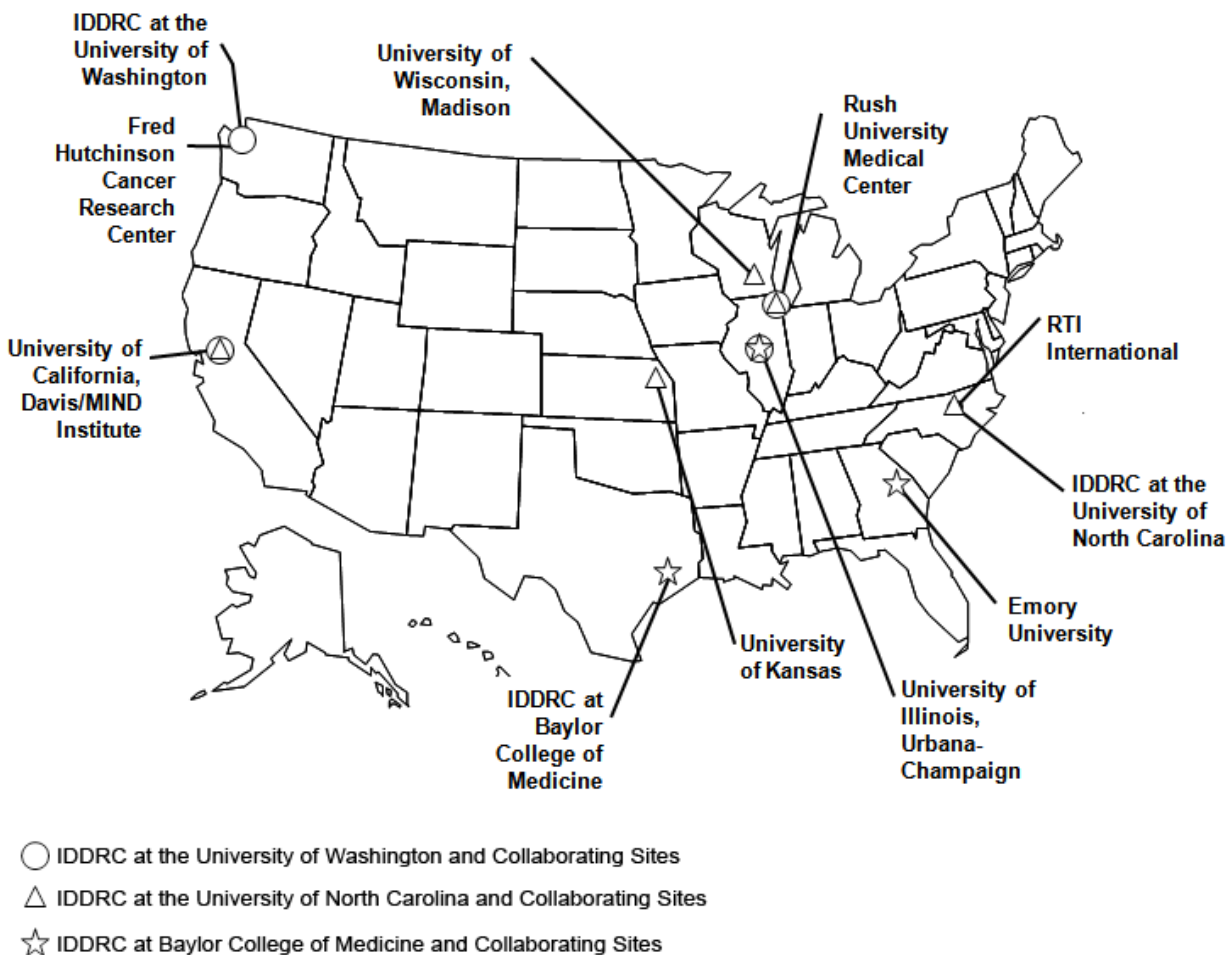 IDDRC at the
University of
Washington
University of
Wisconsin,
Madison
Rush
University
Medical
Center
Fred
Hutchinson
Cancer
Research
Center
RTI
International
University of
California,
Davis/MIND
Institute
IDDRC at the
University of
North Carolina
Emory
University
University
of Kansas
University of
Illinois,
Urbana-
Champaign
IDDRC at
Baylor
College of
Medicine
IDDRC at the University of Washington and Collaborating Sites
IDDRC at the University of North Carolina and Collaborating Sites
IDDRC at Baylor College of Medicine and Collaborating Sites